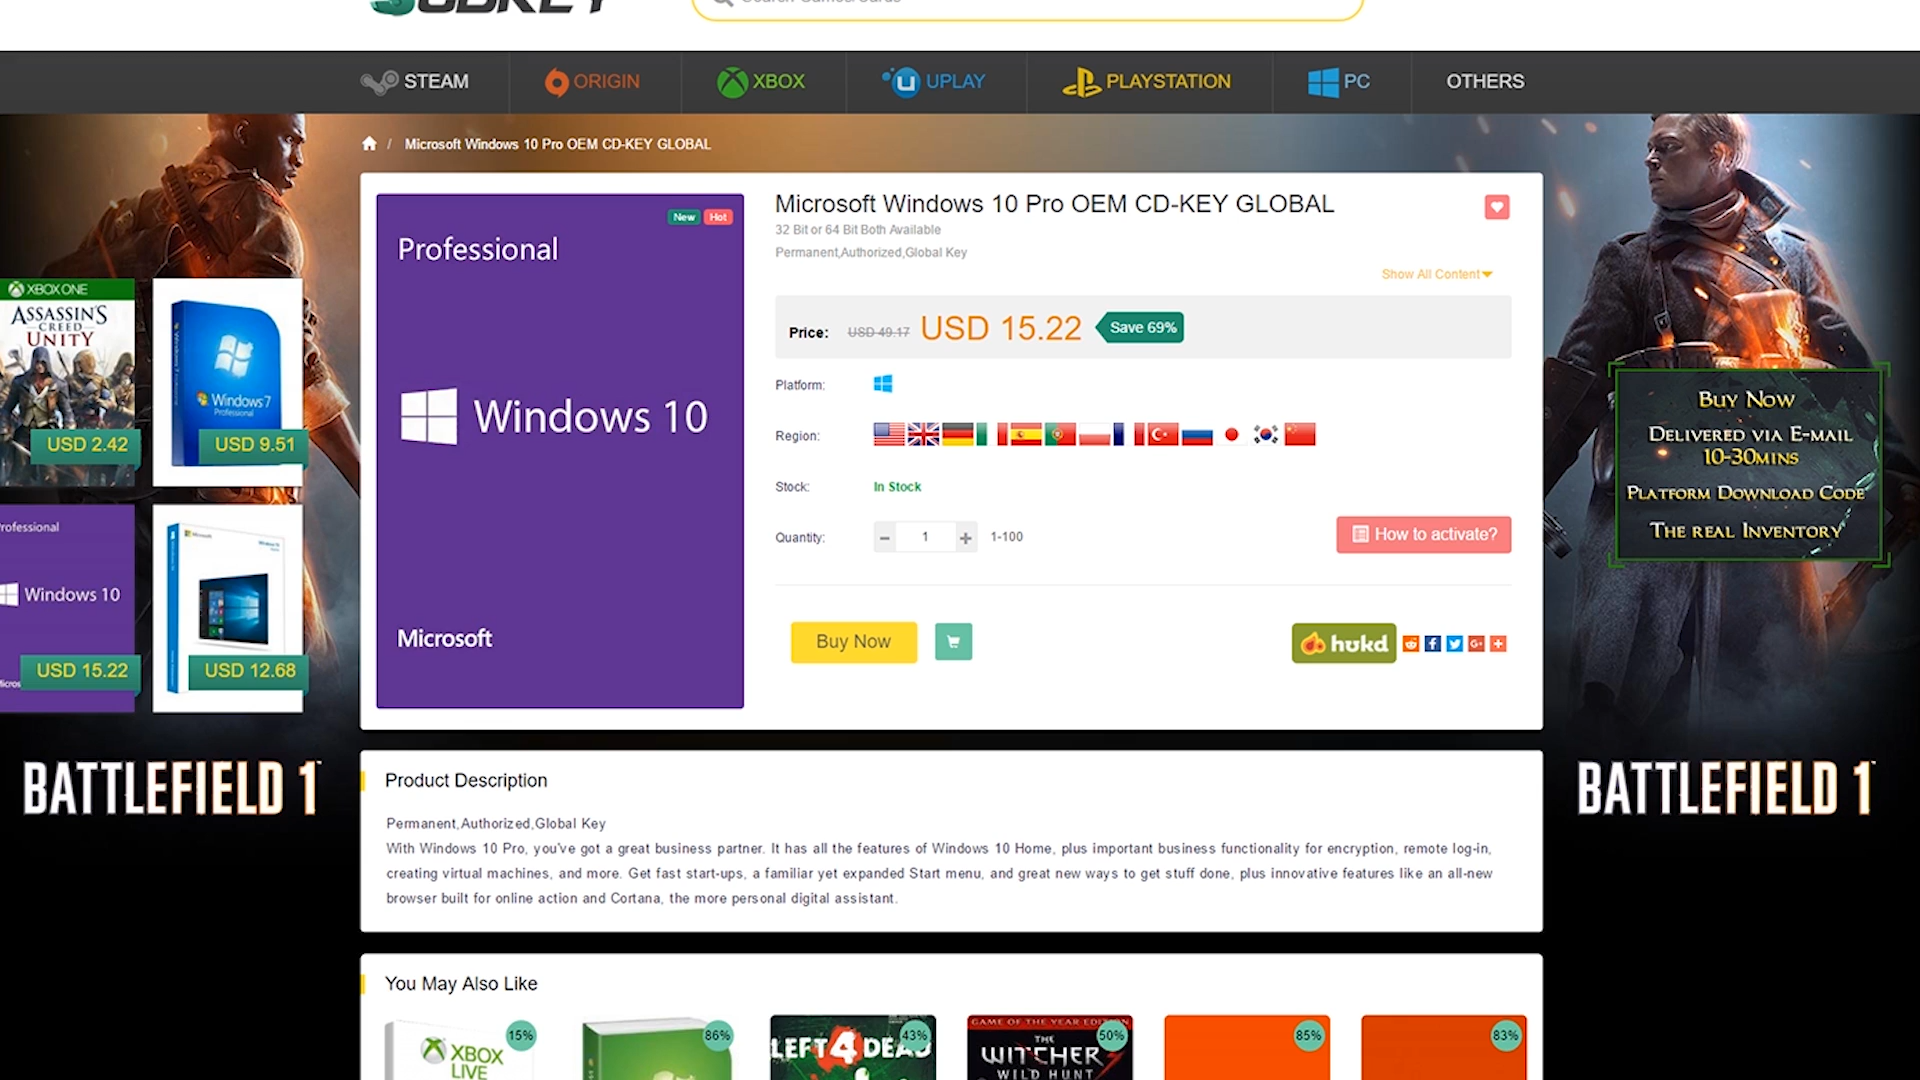 STEAM
ORIGIN
XBOX
UPLAY
PLAYSTATION
PC
OTHERS
/ Microsoft Windows 10 Pro OEM CD-KEY GLOBAL
New
Hot
Professional
Windows 10
Microsoft
Microsoft Windows 10 Pro OEM CD-KEY GLOBAL
32 Bit or 64 Bit Both Available
Permanent,Authorized,Global Key
Show All Content
Price: USD 49.17 USD 15.22 Save 69%
Platform:
Region:
Stock: In Stock
Quantity: - 1 + 1-100
How to activate?
Buy Now
hukd
XBOX ONE
ASSASSIN'S
CREED
UNITY
USD 2.42
Windows 7
Professional
USD 9.51
rofessional
Windows 10
Micros
USD 15.22
Microsoft
USD 12.68
BATTLEFIELD 1
Buy Now
Delivered via E-mail
10-30mins
Platform Download Code
The real Inventory
BATTLEFIELD 1
Product Description
Permanent,Authorized,Global Key
With Windows 10 Pro, you've got a great business partner. It has all the features of Windows 10 Home, plus important business functionality for encryption, remote log-in,
creating virtual machines, and more. Get fast start-ups, a familiar yet expanded Start menu, and great new ways to get stuff done, plus innovative features like an all-new
browser built for online action and Cortana, the more personal digital assistant.
You May Also Like
15%
XBOX
LIVE
86%
43%
LEFT 4 DEAD
GAME OF THE YEAR EDITION
50%
THE
WITCHER
WILD HUNT
85%
83%